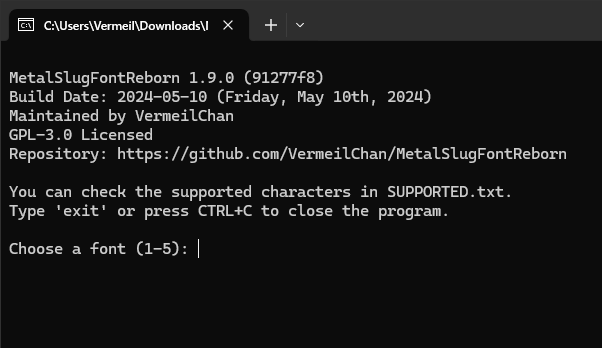 C:\Users\Vermeil\Downloads\I
MetalSlugFontReborn 1.9.0 (91277f8)
Build Date: 2024-05-10 (Friday, May 10th, 2024)
Maintained by VermeilChan
GPL-3.0 Licensed
Repository: https://github.com/VermeilChan/MetalSlugFontReborn
You can check the supported characters in SUPPORTED.txt.
Type 'exit' or press CTRL+C to close the program.
Choose a font (1-5):